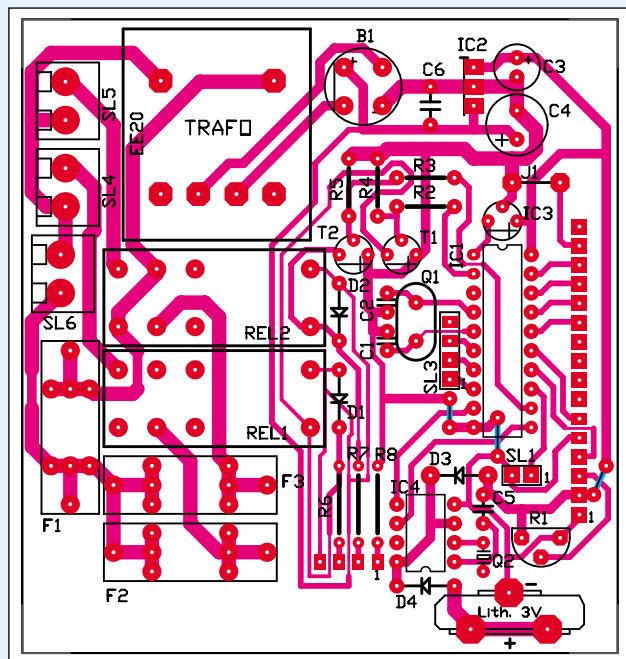 B1
IC2
C3
C6
C4
SL5
EE20
TRAFO
SL4
R3
R5
R4
R2
J1
IC3
T2
T1
IC1
D2
Q1
C2
SL6
REL2
C1
SL3
1
D1
REL1
R7
R8
D3
SL1
1
F3
R6
IC4
C5
R1
1
F1
Q2
F2
1
D4
Lith. 3V
-
+